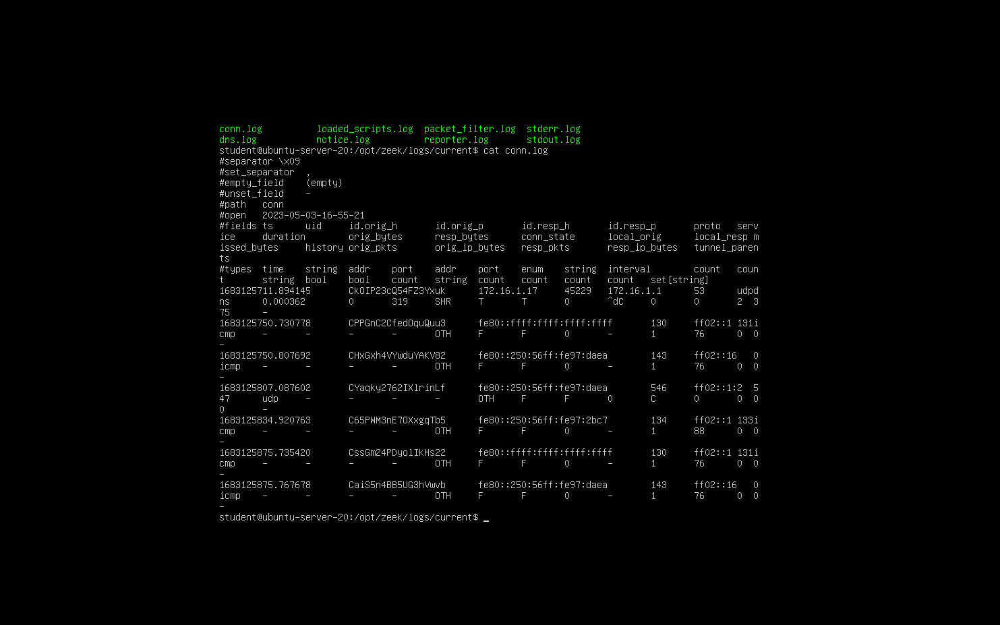 conn.log          loaded_scripts.log  packet_filter.log  stderr.log
dns.log           notice.log          reporter.log       stdout.log
student@ubuntu-server-20:/opt/zeek/logs/current$ cat conn.log
#separator \x09
#set_separator  ,
#empty_field    (empty)
#unset_field    -
#path   conn
#open   2023-05-03-16-55-21
#fields ts      uid     id.orig_h       id.orig_p       id.resp_h       id.resp_p       proto   serv
ice     duration        orig_bytes      resp_bytes      conn_state      local_orig      local_resp m
issed_bytes     history orig_pkts       orig_ip_bytes   resp_pkts       resp_ip_bytes   tunnel_paren
ts
#types  time    string  addr    port    addr    port    enum    string  interval        count   coun
t       string  bool    bool    count   string  count   count   count   count   set[string]
1683125711.894145       CkOIP23cQ54FZ3Yxuk      172.16.1.17     45229   172.16.1.1      53      udpd
ns      0.000362        0       319     SHR     T       T       0       ^dC     0       0       2  3
75      -
1683125750.730778       CPPGnC2CfedOquQuu3      fe80::ffff:ffff:ffff:ffff       130     ff02::1 131i
cmp     -       -       -       -       OTH     F       F       0       -       1       76      0  0
-
1683125750.807692       CHxGxh4VYwduYAKV82      fe80::250:56ff:fe97:daea        143     ff02::16   0
icmp    -       -       -       -       OTH     F       F       0       -       1       76      0  0
-
1683125807.087602       CYaqky2762IXlrinLf      fe80::250:56ff:fe97:daea        546     ff02::1:2  5
47      udp     -       -       -       -       OTH     F       F       0       C       0       0  0
0       -
1683125834.920763       C65PWM3nE7OXxgqTb5      fe80::250:56ff:fe97:2bc7        134     ff02::1 133i
cmp     -       -       -       -       OTH     F       F       0       -       1       88      0  0
-
1683125875.735420       CssGm24PDyolIkHs22      fe80::ffff:ffff:ffff:ffff       130     ff02::1 131i
cmp     -       -       -       -       OTH     F       F       0       -       1       76      0  0
-
1683125875.767678       CaiS5n4BB5UG3hVwvb      fe80::250:56ff:fe97:daea        143     ff02::16   0
icmp    -       -       -       -       OTH     F       F       0       -       1       76      0  0
-
student@ubuntu-server-20:/opt/zeek/logs/current$ _